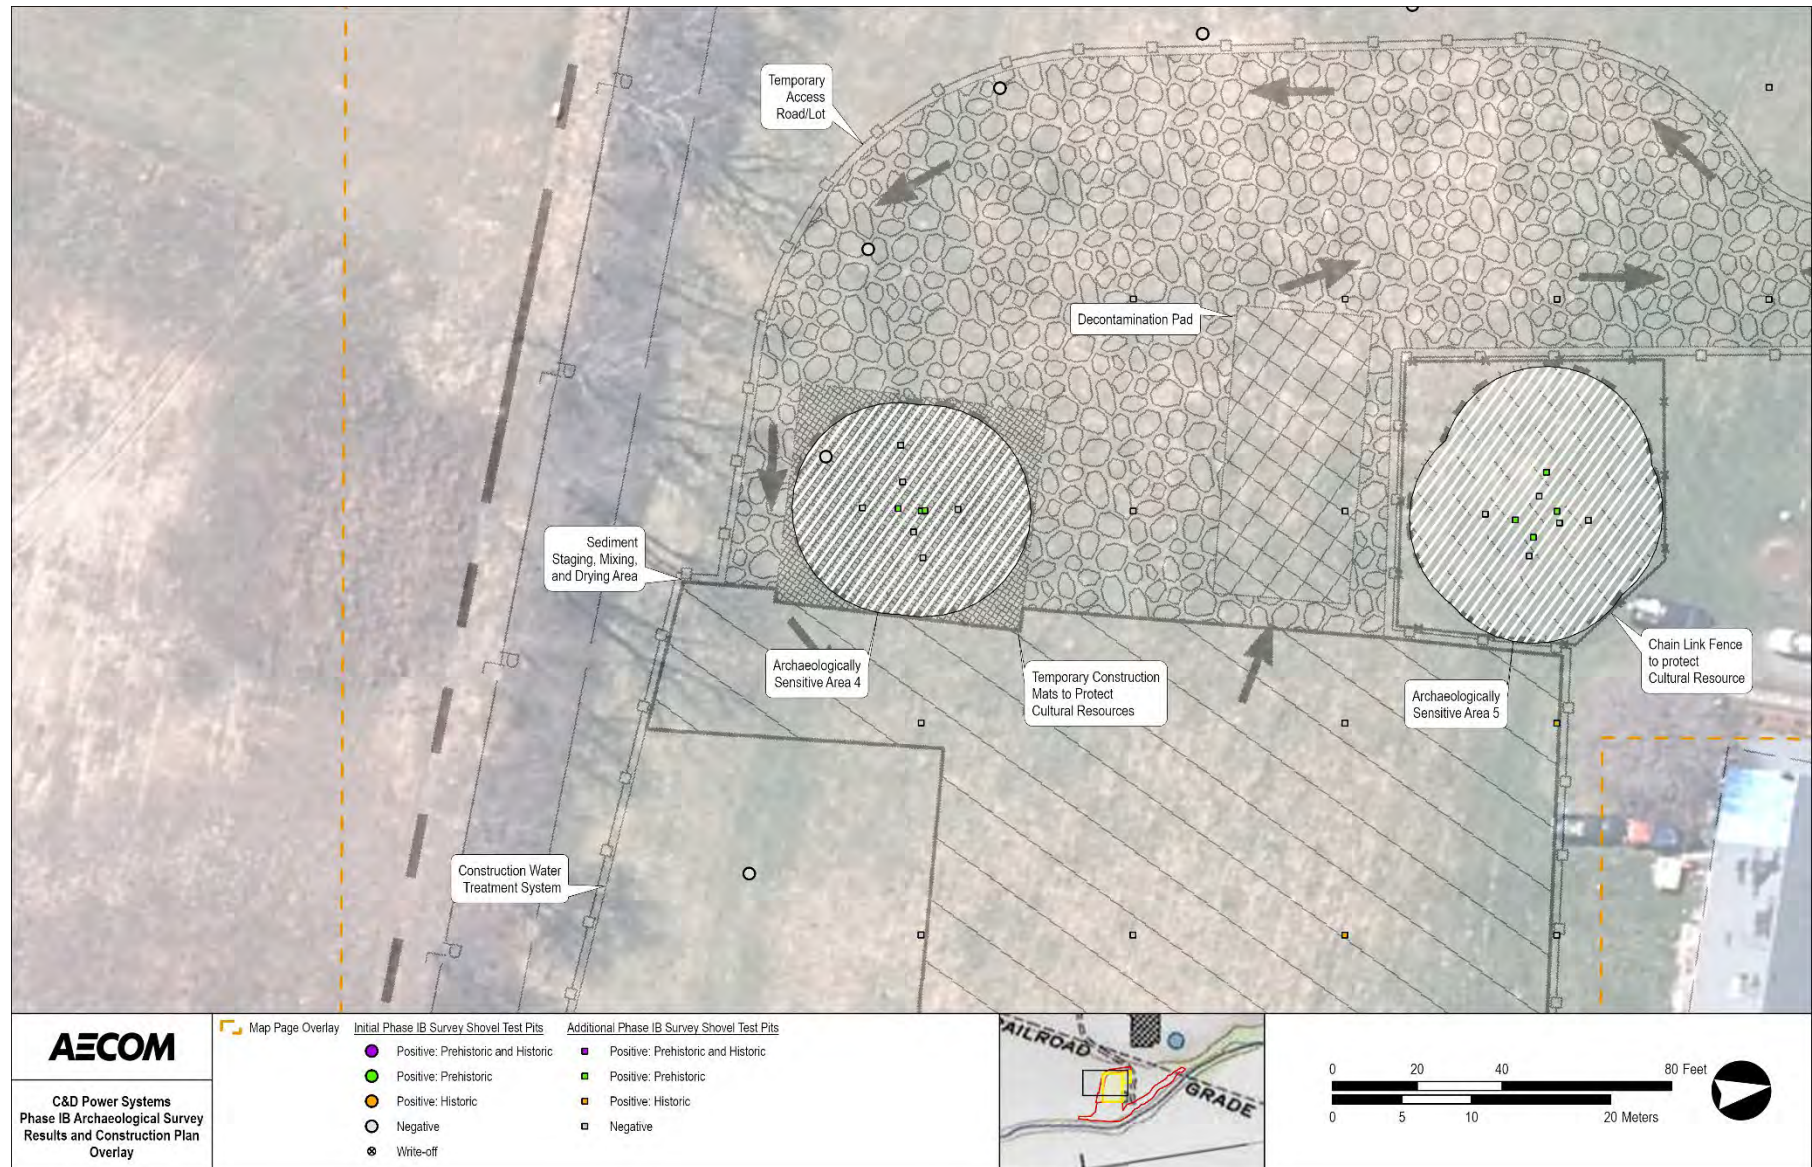 Temporary
Access
Road/Lot
Decontamination Pad
Sediment
Staging, Mixing,
and Drying Area
Archaeologically
Sensitive Area 4
Temporary Construction
Mats to Protect
Cultural Resources
Archaeologically
Sensitive Area 5
Chain Link Fence
to protect
Cultural Resource
Construction Water
Treatment System
P
P
P
P
AECOM
C&D Power Systems
Phase IB Archaeological Survey
Results and Construction Plan
Overlay
Map Page Overlay
Initial Phase IB Survey Shovel Test Pits
Positive: Prehistoric and Historic
Positive: Prehistoric
Positive: Historic
Negative
Write-off
Additional Phase IB Survey Shovel Test Pits
Positive: Prehistoric and Historic
Positive: Prehistoric
Positive: Historic
Negative
RAILROAD
GRADE
0 20 40 80 Feet
0 5 10 20 Meters